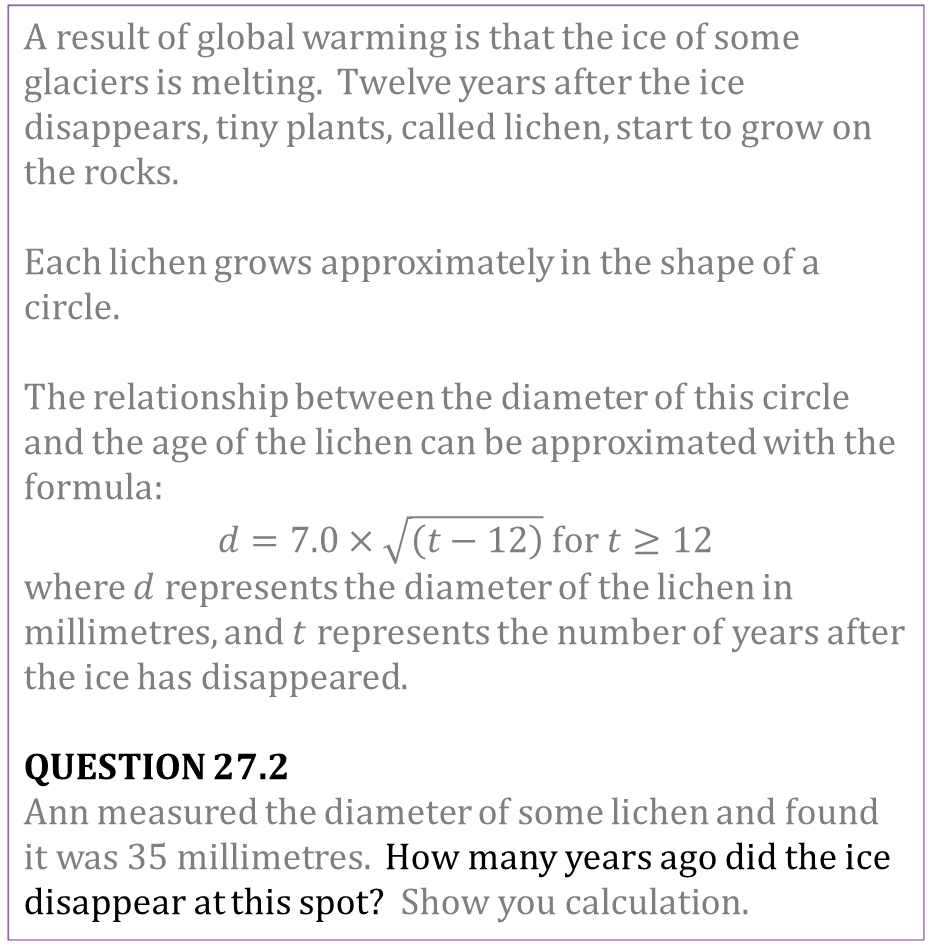 A result of global warming is that the ice of some
glaciers is melting.  Twelve years after the ice
disappears, tiny plants, called lichen, start to grow on
the rocks.
Each lichen grows approximately in the shape of a
circle.
The relationship between the diameter of this circle
and the age of the lichen can be approximated with the
formula:
d = 7.0 × √(t − 12) for t ≥ 12
where d represents the diameter of the lichen in
millimetres, and t represents the number of years after
the ice has disappeared.
QUESTION 27.2
Ann measured the diameter of some lichen and found
it was 35 millimetres.  How many years ago did the ice
disappear at this spot?  Show you calculation.